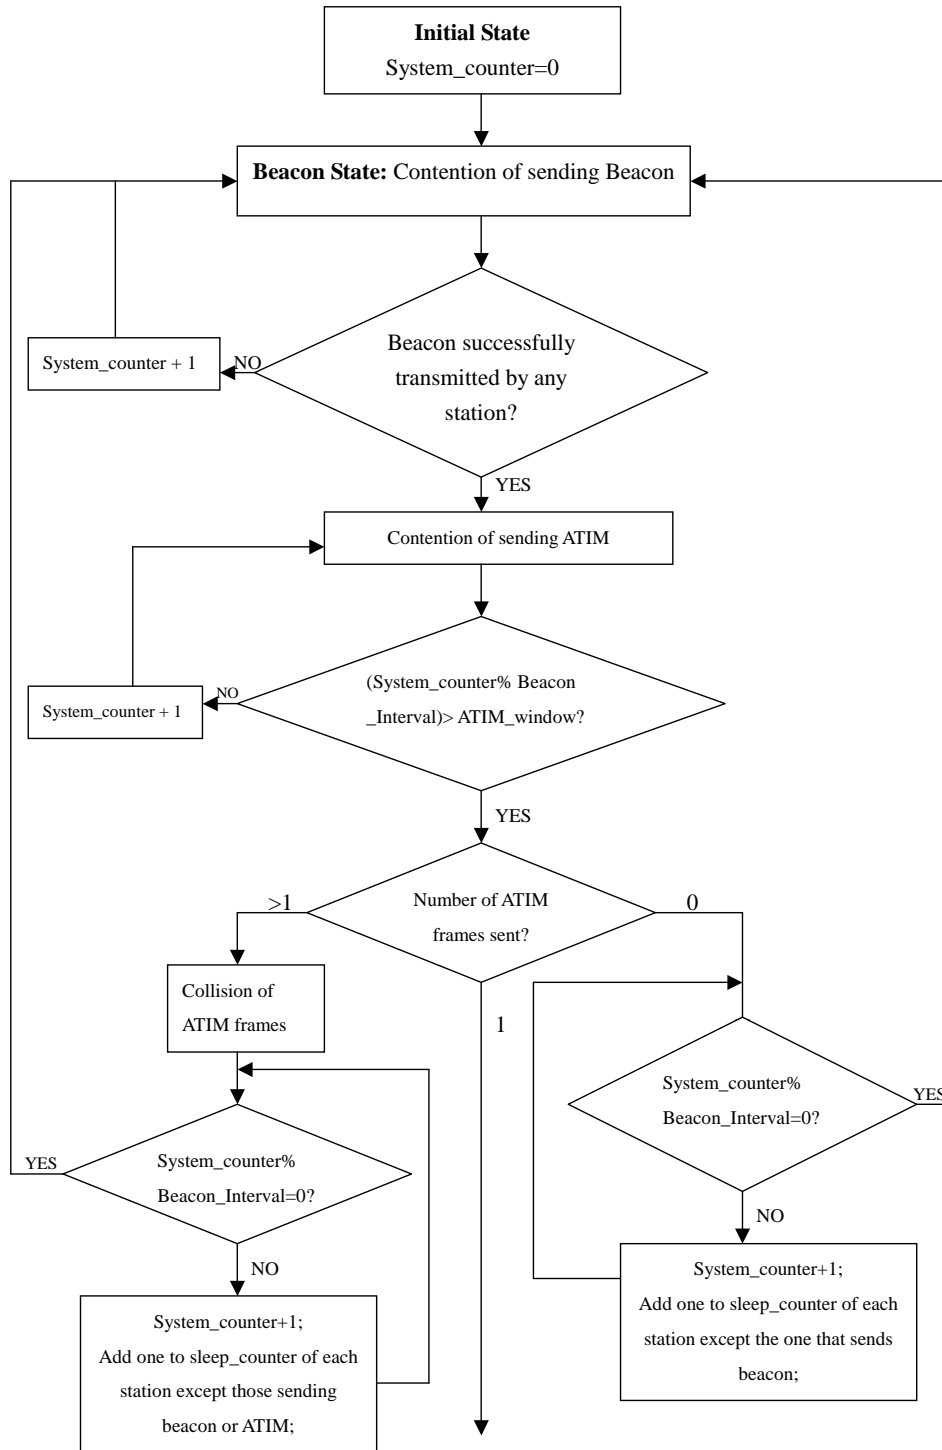 Initial State
System_counter=0
Beacon State: Contention of sending Beacon
Beacon successfully
transmitted by any
station?
NO
System_counter + 1
YES
Contention of sending ATIM
(System_counter% Beacon
_Interval)> ATIM_window?
NO
System_counter + 1
YES
Number of ATIM
frames sent?
>1
0
1
Collision of
ATIM frames
System_counter%
Beacon_Interval=0?
YES
System_counter%
Beacon_Interval=0?
YES
NO
NO
System_counter+1;
Add one to sleep_counter of each
station except the one that sends
beacon;
System_counter+1;
Add one to sleep_counter of each
station except those sending
beacon or ATIM;